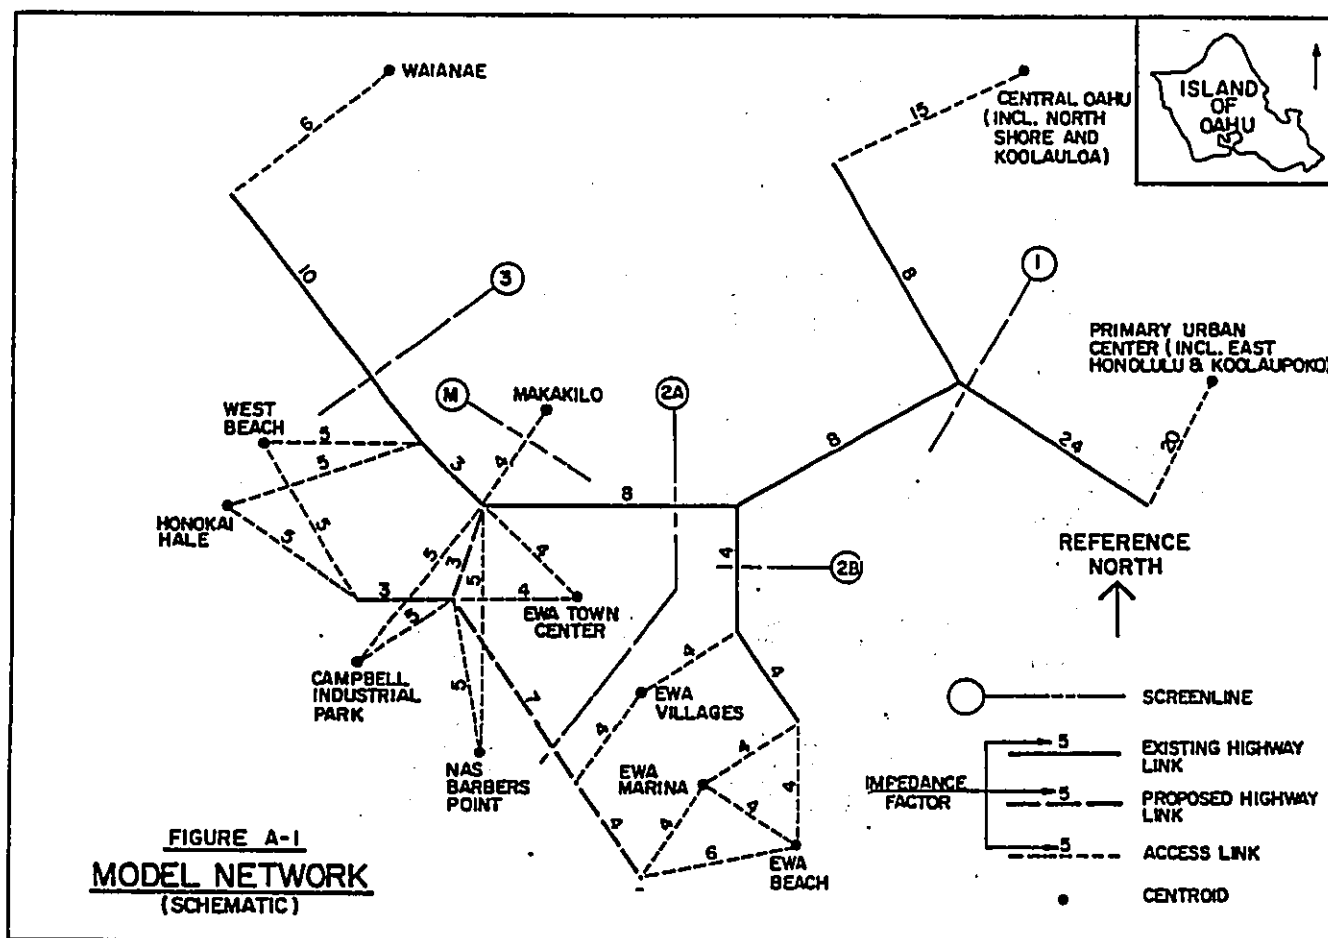 WAIANAE
6
15
CENTRAL OAHU
(INCL. NORTH
SHORE AND
KOOLAULOA)
ISLAND
OF
OAHU
10
3
8
1
PRIMARY URBAN
CENTER (INCL. EAST
HONOLULU & KOOLAUPOKO)
M
MAKAKILO
2A
WEST
BEACH
5
5
3
4
8
8
24
20
HONOKAI
HALE
5
5
5
3
5
4
4
2B
REFERENCE
NORTH
3
5
4
EWA TOWN
CENTER
CAMPBELL
INDUSTRIAL
PARK
5
7
4
4
EWA
VILLAGES
4
SCREENLINE
NAS
BARBERS
POINT
EWA
MARINA
4
4
4
4
4
6
EWA
BEACH
IMPEDANCE
FACTOR
5
EXISTING HIGHWAY
LINK
5
PROPOSED HIGHWAY
LINK
5
ACCESS LINK
CENTROID
FIGURE A-1
MODEL NETWORK
(SCHEMATIC)